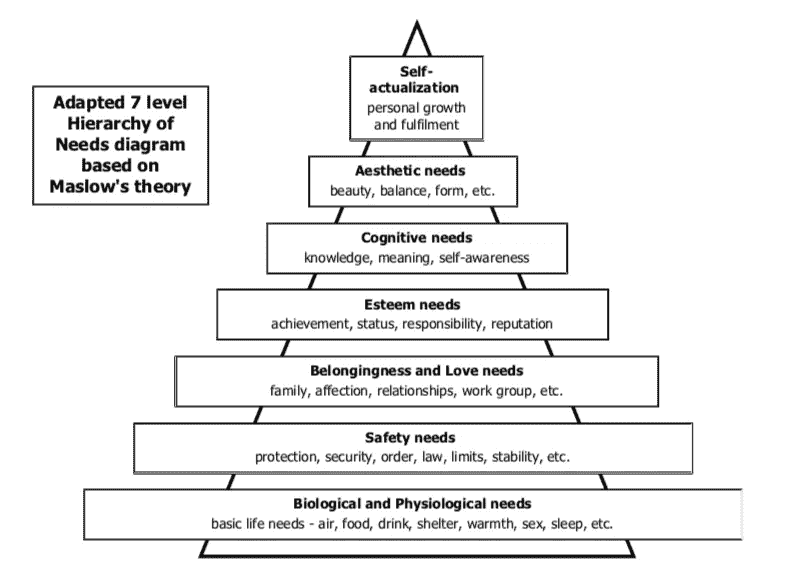 Adapted 7 level
Hierarchy of
Needs diagram
based on
Maslow's theory
Self-
actualization
personal growth
and fulfilment
Aesthetic needs
beauty, balance, form, etc.
Cognitive needs
knowledge, meaning, self-awareness
Esteem needs
achievement, status, responsibility, reputation
Belongingness and Love needs
family, affection, relationships, work group, etc.
Safety needs
protection, security, order, law, limits, stability, etc.
Biological and Physiological needs
basic life needs - air, food, drink, shelter, warmth, sex, sleep, etc.